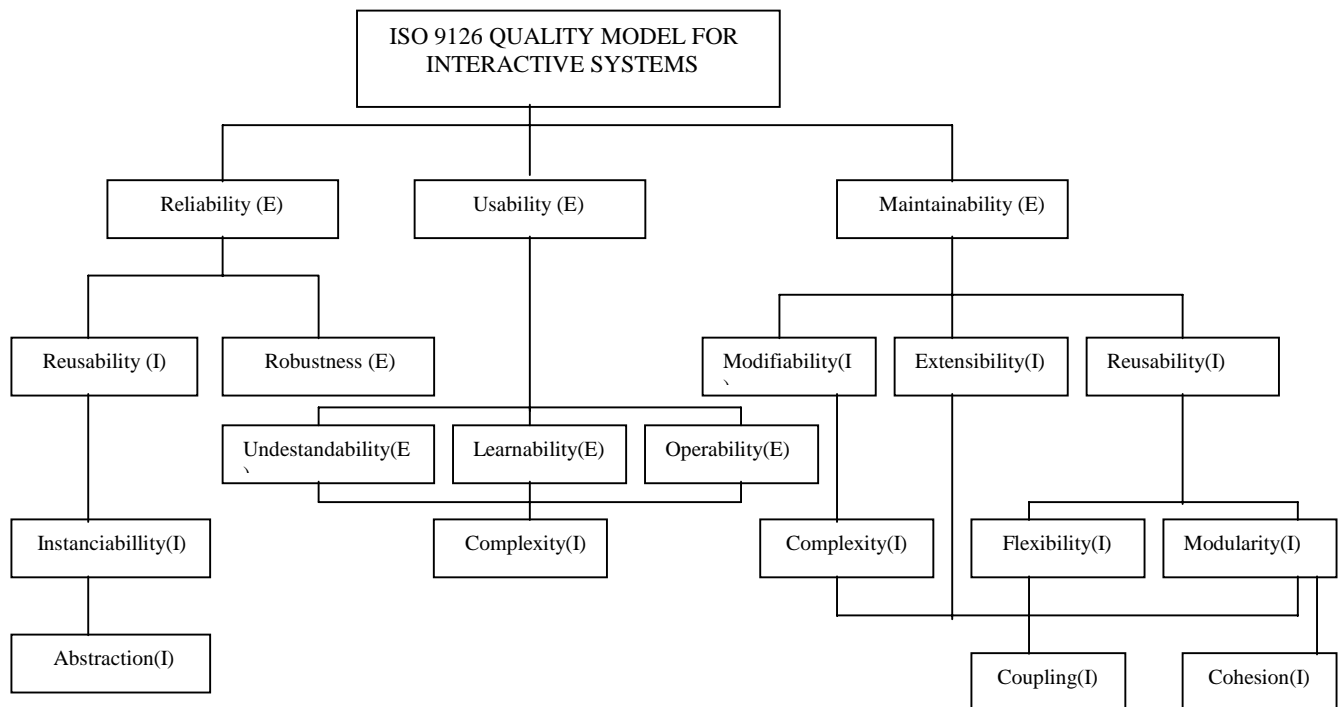 ISO 9126 QUALITY MODEL FOR
INTERACTIVE SYSTEMS
Reliability (E)
Usability (E)
Maintainability (E)
Reusability (I)
Robustness (E)
Modifiability(I
Extensibility(I)
Reusability(I)
Undestandability(E
Learnability(E)
Operability(E)
Instanciabillity(I)
Complexity(I)
Complexity(I)
Flexibility(I)
Modularity(I)
Abstraction(I)
Coupling(I)
Cohesion(I)